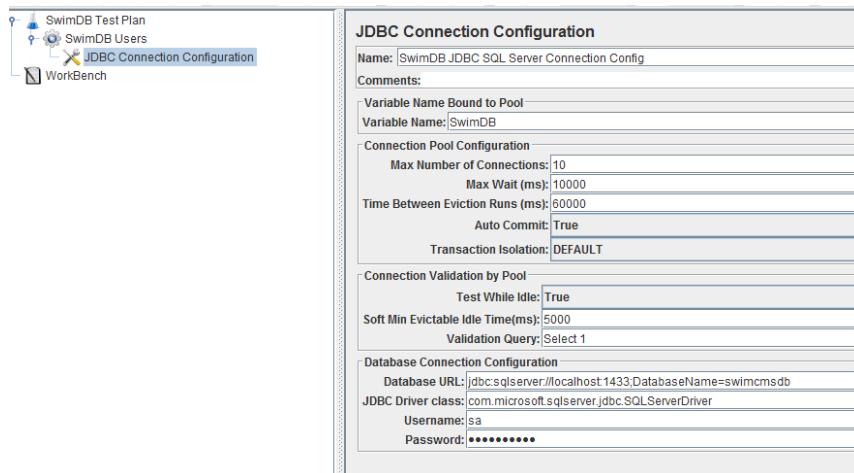 SwimDB Test Plan
SwimDB Users
JDBC Connection Configuration
WorkBench
JDBC Connection Configuration
Name: SwimDB JDBC SQL Server Connection Config
Comments:
Variable Name Bound to Pool
Variable Name: SwimDB
Connection Pool Configuration
Max Number of Connections: 10
Max Wait (ms): 10000
Time Between Eviction Runs (ms): 60000
Auto Commit: True
Transaction Isolation: DEFAULT
Connection Validation by Pool
Test While Idle: True
Soft Min Evictable Idle Time(ms): 5000
Validation Query: Select 1
Database Connection Configuration
Database URL: jdbc:sqlserver://localhost:1433;DatabaseName=swimcmsdb
JDBC Driver class: com.microsoft.sqlserver.jdbc.SQLServerDriver
Username: sa
Password: ●●●●●●●●●●